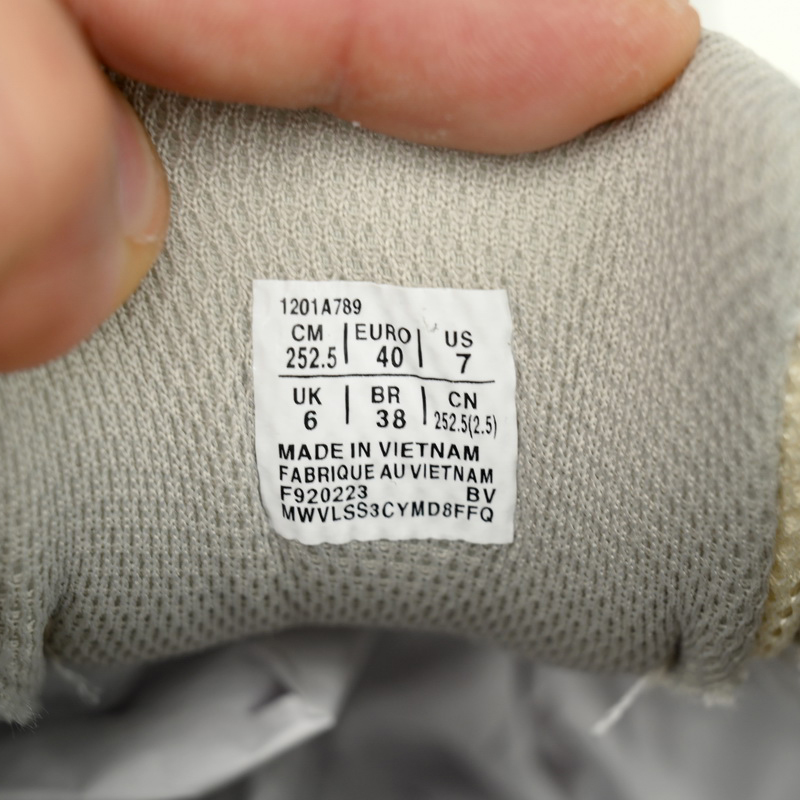 1201A789
CM | EURO | US
252.5 | 40 | 7
UK | BR | CN
6 | 38 | 252.5(2.5)
MADE IN VIETNAM
FABRIQUE AU VIETNAM
F920223 BV
MWVLSS3CYMD8FFQ